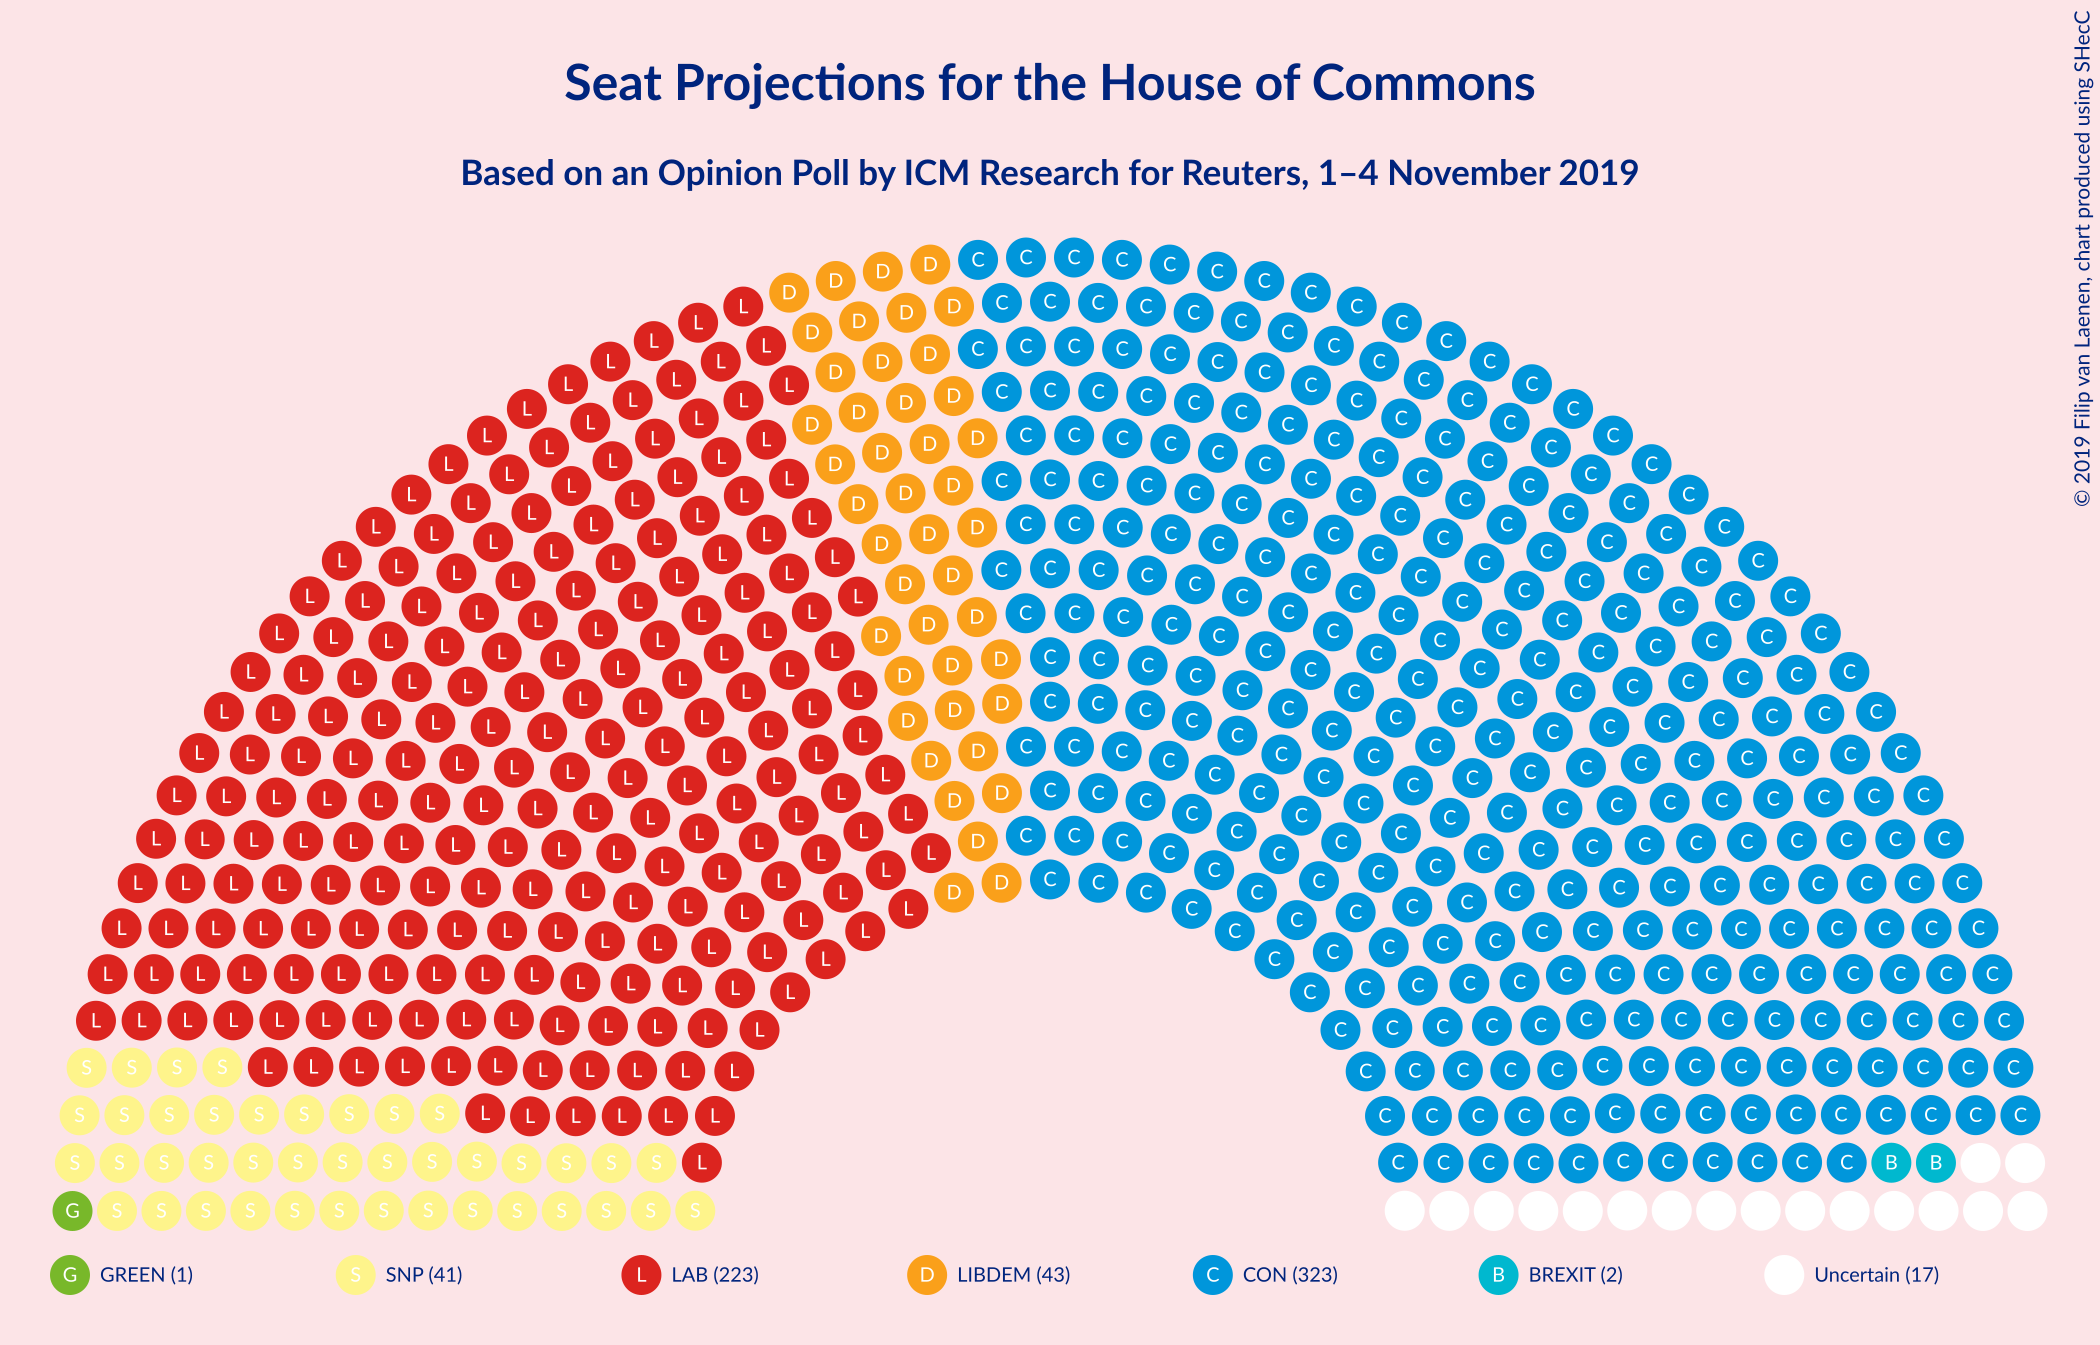 Seat Projections for the House of Commons
Based on an Opinion Poll by ICM Research for Reuters, 1–4 November 2019
© 2019 Filip van Laenen, chart produced using SHecC
G GREEN (1)
S SNP (41)
L LAB (223)
D LIBDEM (43)
C CON (323)
B BREXIT (2)
Uncertain (17)